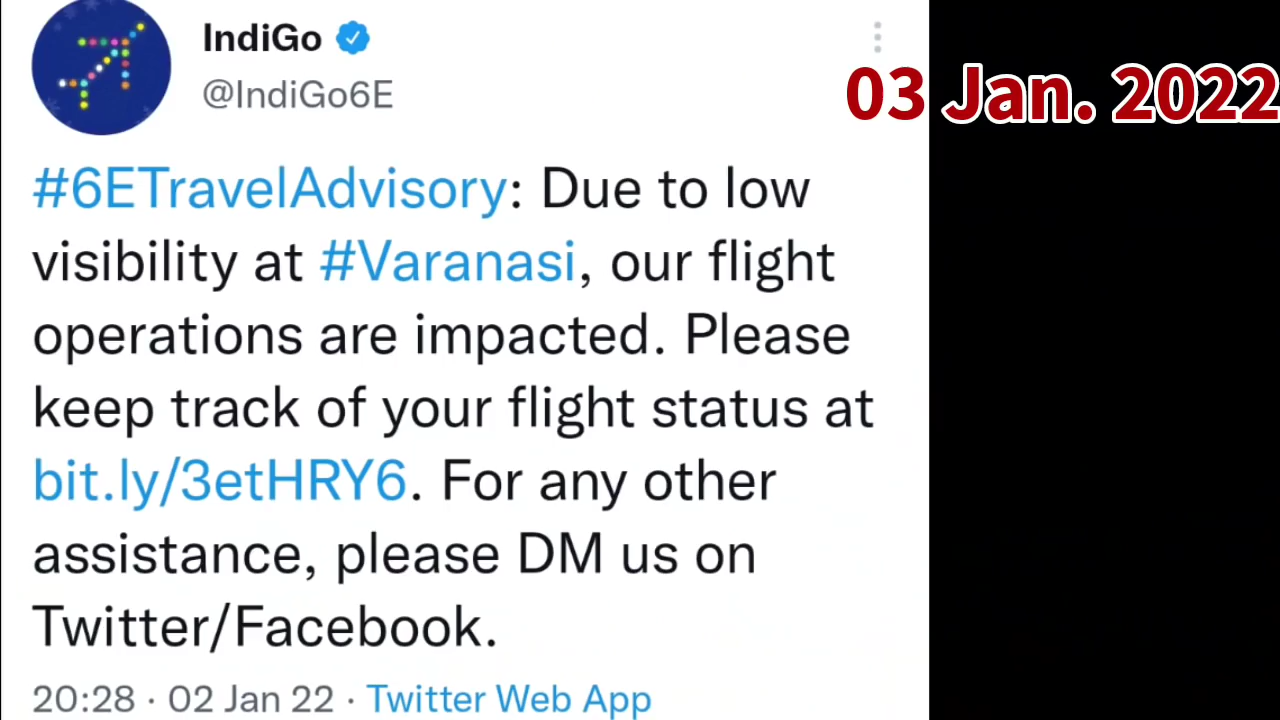 IndiGo
@IndiGo6E
03 Jan. 2022
#6ETravelAdvisory: Due to low
visibility at #Varanasi, our flight
operations are impacted. Please
keep track of your flight status at
bit.ly/3etHRY6. For any other
assistance, please DM us on
Twitter/Facebook.
20:28 · 02 Jan 22 · Twitter Web App